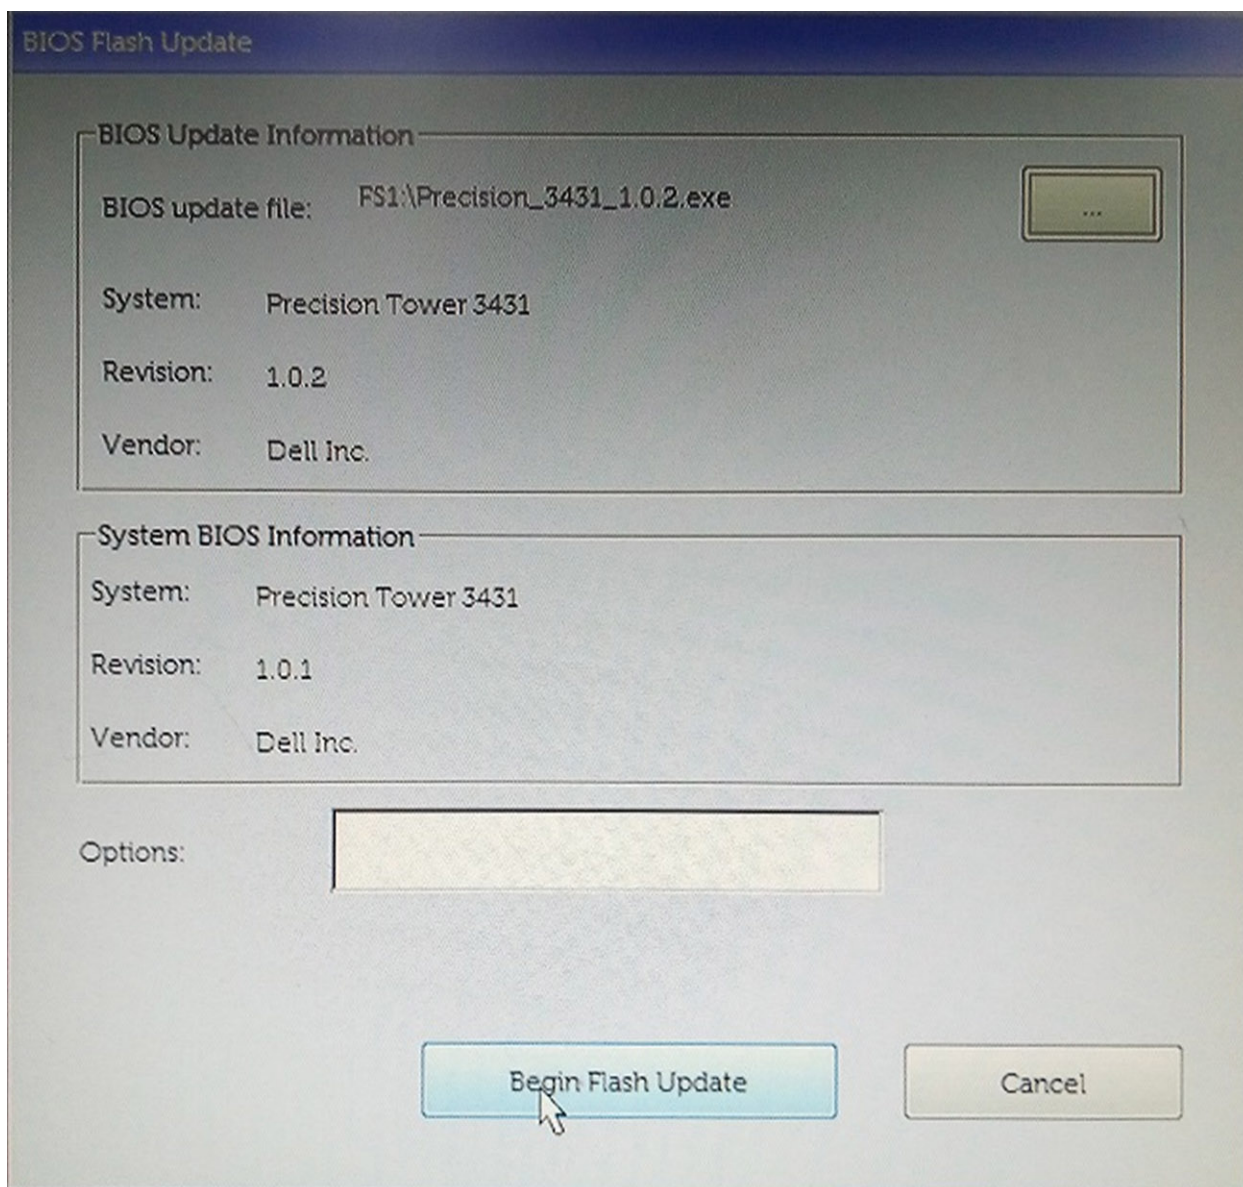 BIOS Flash Update
BIOS Update Information
BIOS update file: FS1:\Precision_3431_1.0.2.exe
...
System: Precision Tower 3431
Revision: 1.0.2
Vendor: Dell Inc.
System BIOS Information
System: Precision Tower 3431
Revision: 1.0.1
Vendor: Dell Inc.
Options:
Begin Flash Update
Cancel